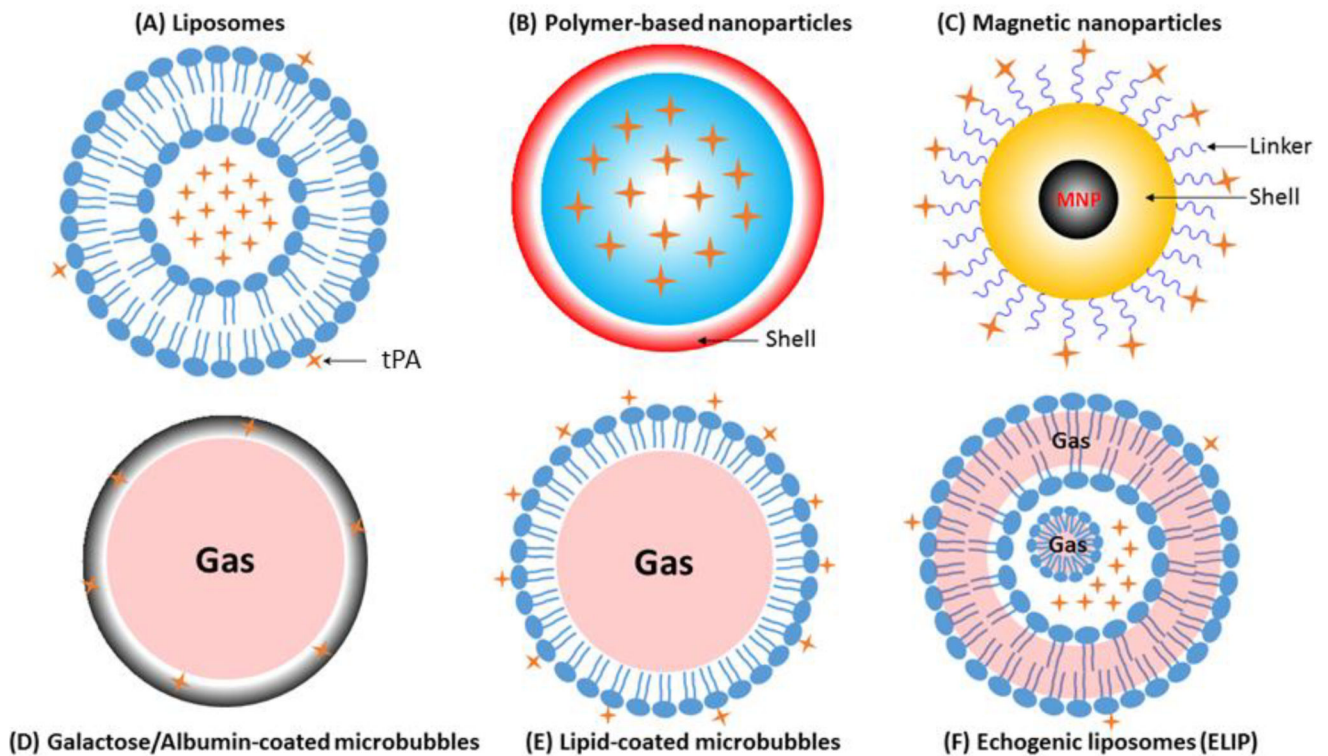 (A) Liposomes
(B) Polymer-based nanoparticles
(C) Magnetic nanoparticles
Linker
MNP
Shell
Shell
tPA
Gas
Gas
Gas
Gas
(D) Galactose/Albumin-coated microbubbles
(E) Lipid-coated microbubbles
(F) Echogenic liposomes (ELIP)